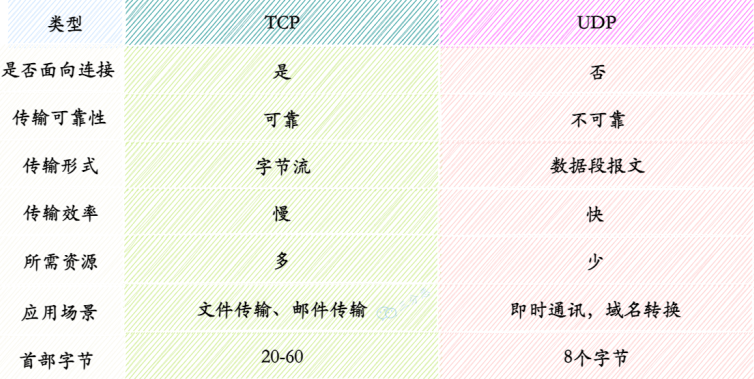 类型 TCP UDP
是否面向连接 是 否
传输可靠性 可靠 不可靠
传输形式 字节流 数据段报文
传输效率 慢 快
所需资源 多 少
应用场景 文件传输、邮件传输 即时通讯，域名转换
首部字节 20-60 8个字节